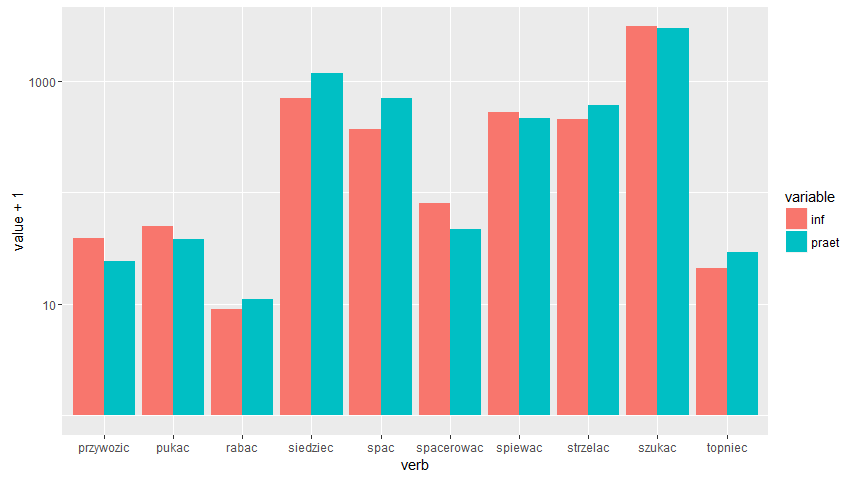 value + 1
1000
10
przywozic pukac rabac siedziec spac spacerowac spiewac strzelac szukac topniec
verb
variable
inf
praet